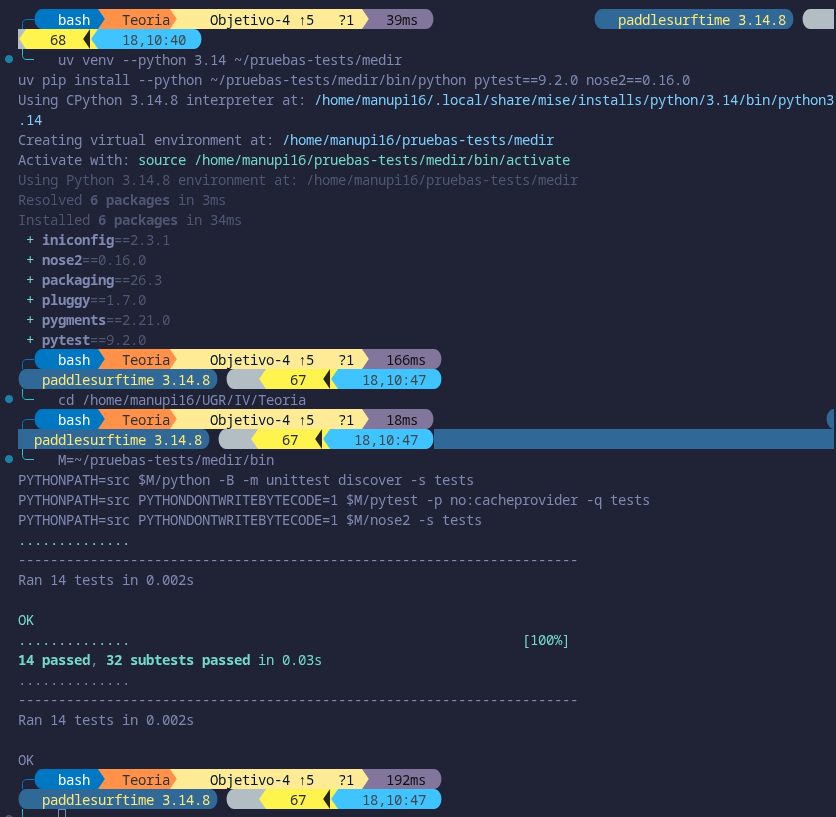 bash Teoria Objetivo-4 ↑5 ?1 39ms paddlesurftime 3.14.8
68 18,10:40
uv venv --python 3.14 ~/pruebas-tests/medir
uv pip install --python ~/pruebas-tests/medir/bin/python pytest==9.2.0 nose2==0.16.0
Using CPython 3.14.8 interpreter at: /home/manupi16/.local/share/mise/installs/python/3.14/bin/python3
.14
Creating virtual environment at: /home/manupi16/pruebas-tests/medir
Activate with: source /home/manupi16/pruebas-tests/medir/bin/activate
Using Python 3.14.8 environment at: /home/manupi16/pruebas-tests/medir
Resolved 6 packages in 3ms
Installed 6 packages in 34ms
+ iniconfig==2.3.1
+ nose2==0.16.0
+ packaging==26.3
+ pluggy==1.7.0
+ pygments==2.21.0
+ pytest==9.2.0
bash Teoria Objetivo-4 ↑5 ?1 166ms
paddlesurftime 3.14.8 67 18,10:47
cd /home/manupi16/UGR/IV/Teoria
bash Teoria Objetivo-4 ↑5 ?1 18ms
paddlesurftime 3.14.8 67 18,10:47
M=~/pruebas-tests/medir/bin
PYTHONPATH=src $M/python -B -m unittest discover -s tests
PYTHONPATH=src PYTHONDONTWRITEBYTECODE=1 $M/pytest -p no:cacheprovider -q tests
PYTHONPATH=src PYTHONDONTWRITEBYTECODE=1 $M/nose2 -s tests
..............
----------------------------------------------------------------------
Ran 14 tests in 0.002s
OK
.............. [100%]
14 passed, 32 subtests passed in 0.03s
..............
----------------------------------------------------------------------
Ran 14 tests in 0.002s
OK
bash Teoria Objetivo-4 ↑5 ?1 192ms
paddlesurftime 3.14.8 67 18,10:47